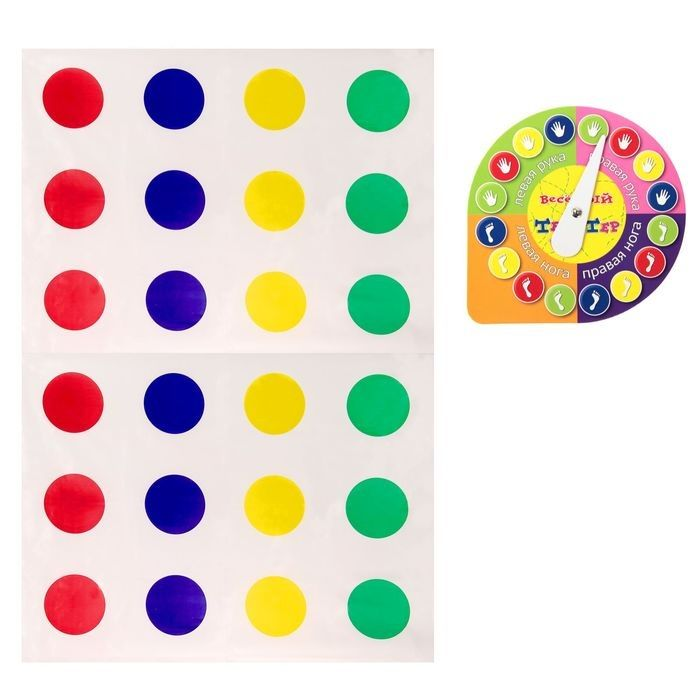 левая рука
правая рука
Весёлый
левая нога
правая нога